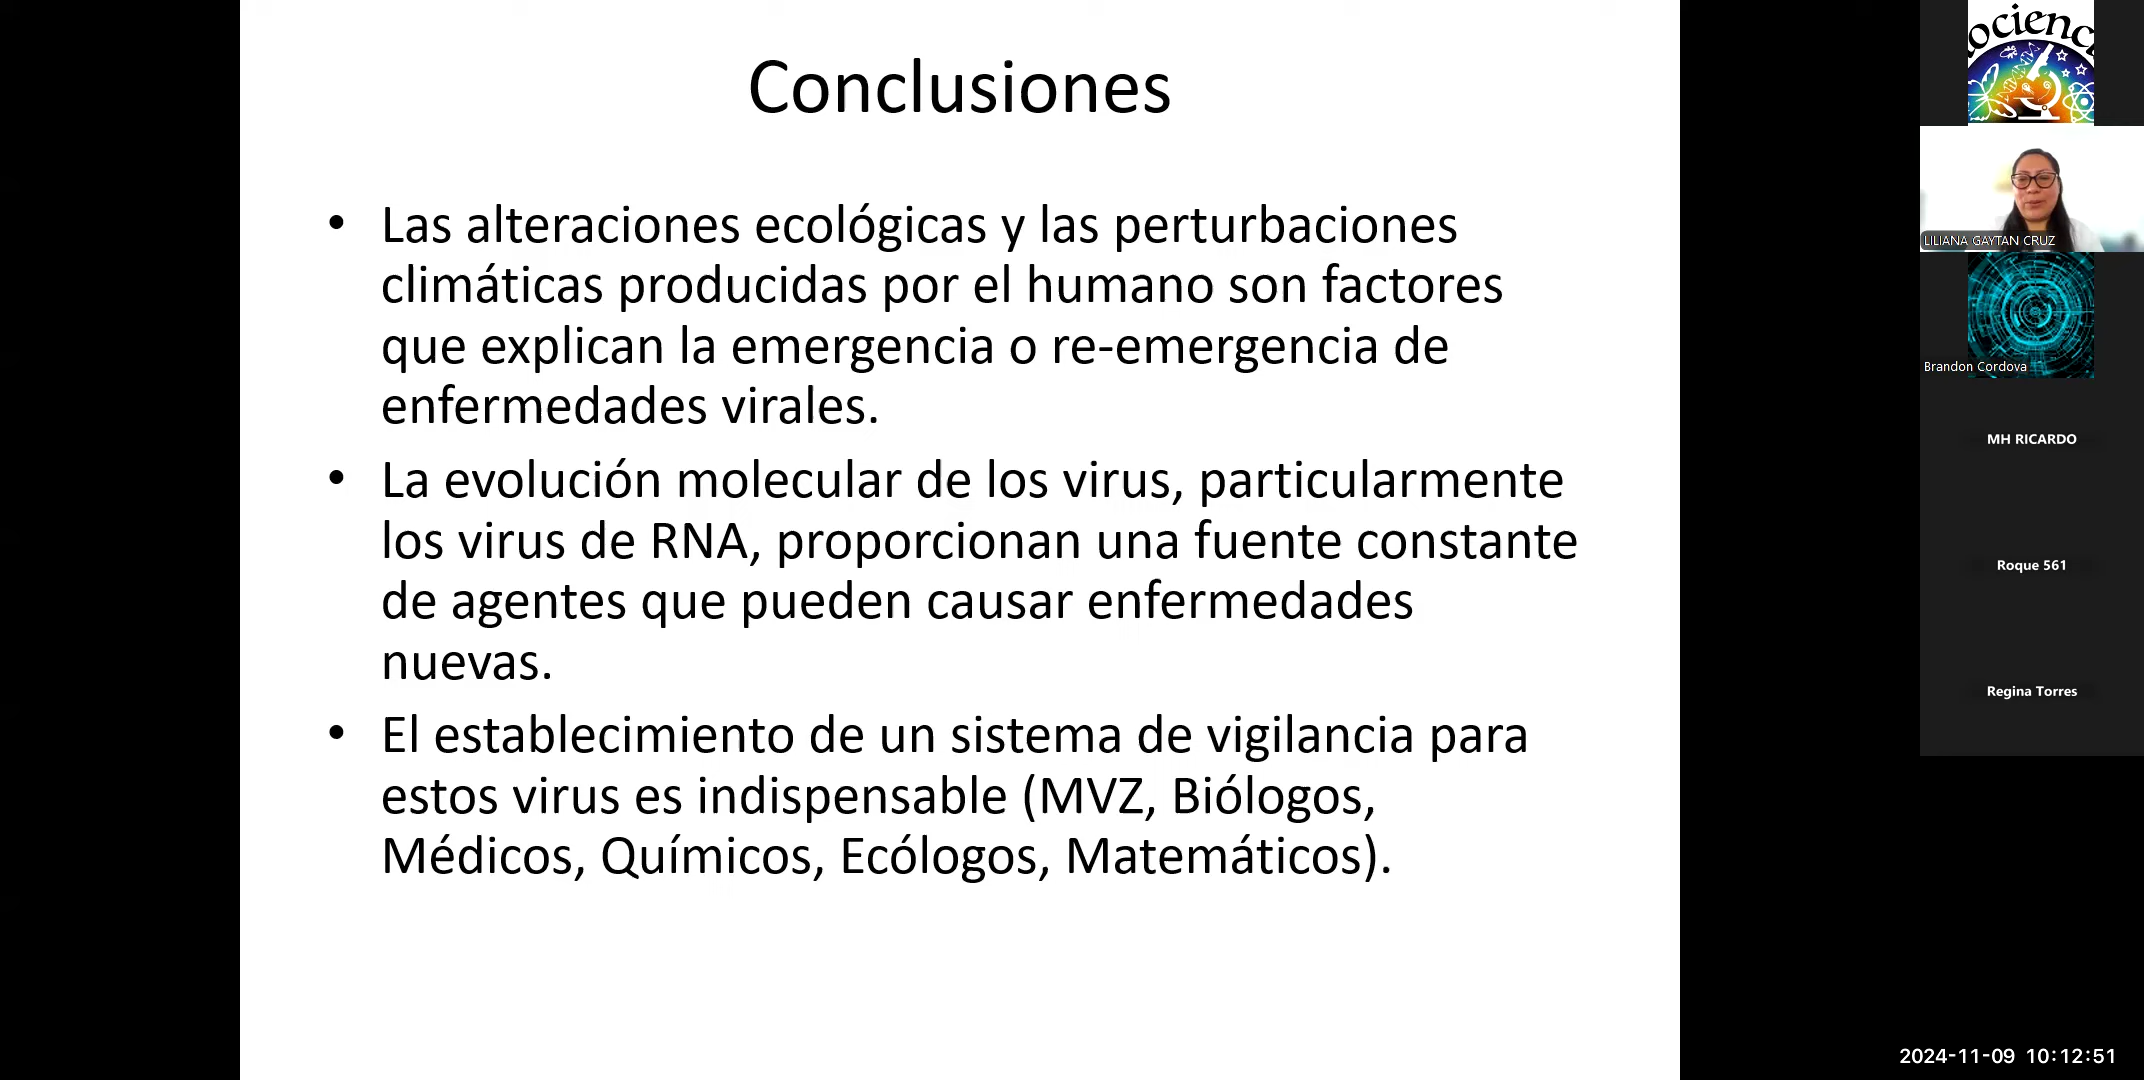 Conclusiones
• Las alteraciones ecológicas y las perturbaciones
climáticas producidas por el humano son factores
que explican la emergencia o re-emergencia de
enfermedades virales.
• La evolución molecular de los virus, particularmente
los virus de RNA, proporcionan una fuente constante
de agentes que pueden causar enfermedades
nuevas.
• El establecimiento de un sistema de vigilancia para
estos virus es indispensable (MVZ, Biólogos,
Médicos, Químicos, Ecólogos, Matemáticos).
ocienc
LILIANA GAYTAN CRUZ
Brandon Cordova
MH RICARDO
Roque 561
Regina Torres
2024-11-09 10:12:51